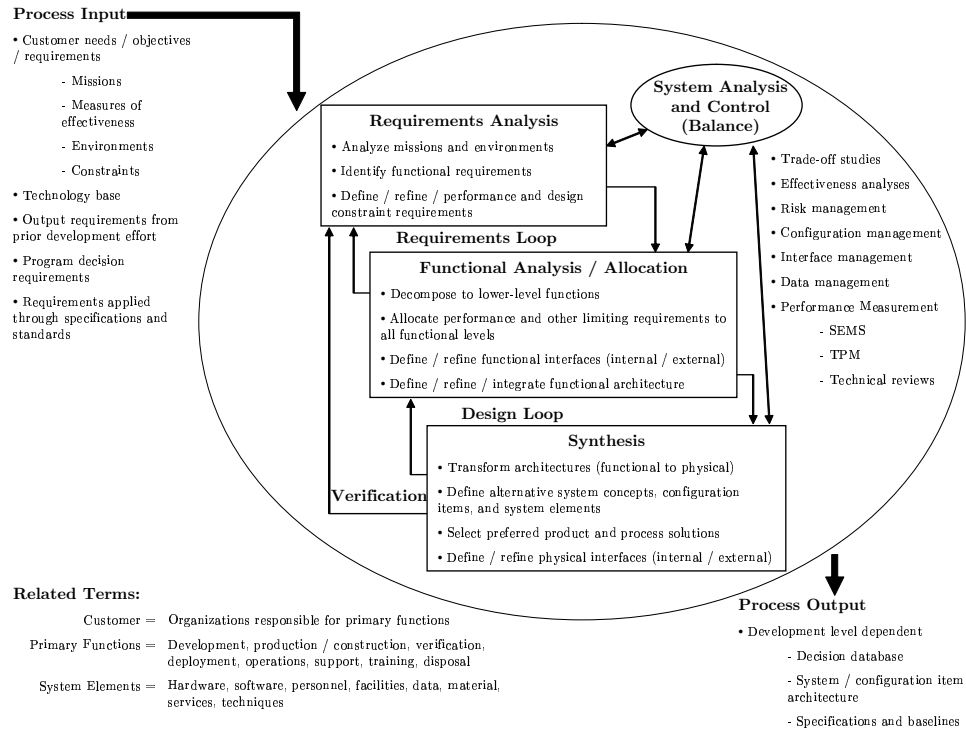 Process Input
• Customer needs / objectives
/ requirements
- Missions
- Measures of
effectiveness
- Environments
- Constraints
• Technology base
• Output requirements from
prior development effort
• Program decision
requirements
• Requirements applied
through specifications and
standards
Requirements Analysis
• Analyze missions and environments
• Identify functional requirements
• Define / refine / performance and design
constraint requirements
System Analysis
and Control
(Balance)
• Trade-off studies
• Effectiveness analyses
• Risk management
• Configuration management
• Interface management
• Data management
• Performance Measurement
- SEMS
- TPM
- Technical reviews
Requirements Loop
Functional Analysis / Allocation
• Decompose to lower-level functions
• Allocate performance and other limiting requirements to
all functional levels
• Define / refine functional interfaces (internal / external)
• Define / refine / integrate functional architecture
Design Loop
Synthesis
• Transform architectures (functional to physical)
• Define alternative system concepts, configuration
items, and system elements
• Select preferred product and process solutions
• Define / refine physical interfaces (internal / external)
Verification
Related Terms:
Customer = Organizations responsible for primary functions
Primary Functions = Development, production / construction, verification,
deployment, operations, support, training, disposal
System Elements = Hardware, software, personnel, facilities, data, material,
services, techniques
Process Output
• Development level dependent
- Decision database
- System / configuration item
architecture
- Specifications and baselines